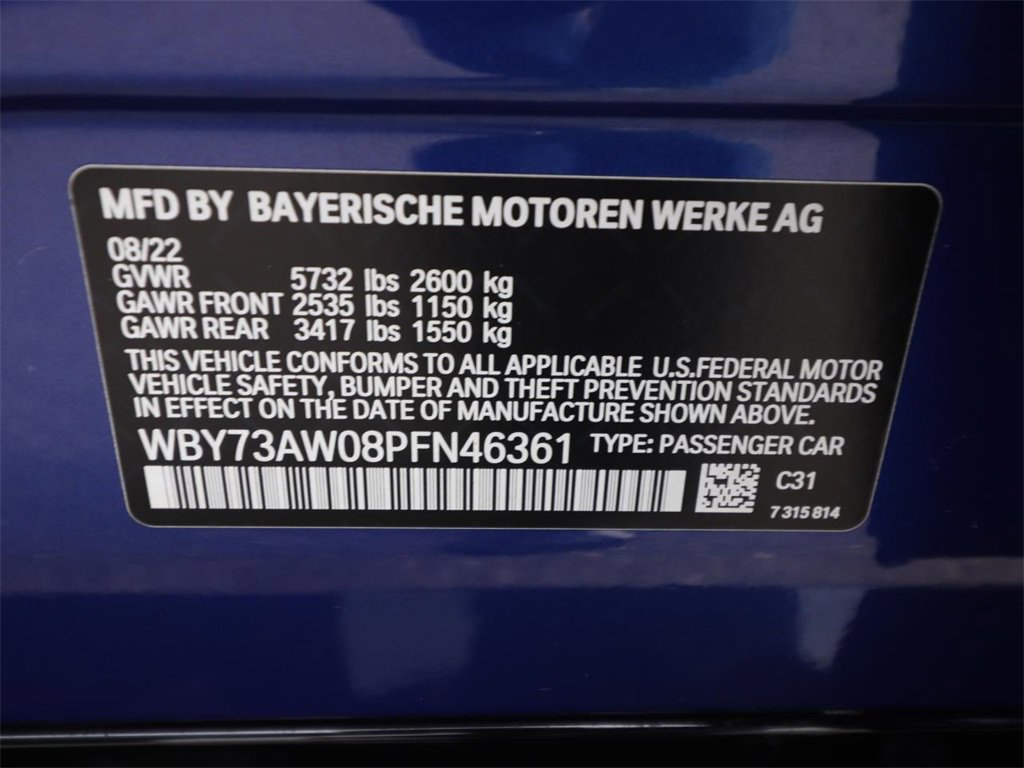 MFD BY BAYERISCHE MOTOREN WERKE AG
08/22
GVWR 5732 lbs 2600 kg
GAWR FRONT 2535 lbs 1150 kg
GAWR REAR 3417 lbs 1550 kg
THIS VEHICLE CONFORMS TO ALL APPLICABLE U.S.FEDERAL MOTOR
VEHICLE SAFETY, BUMPER AND THEFT PREVENTION STANDARDS
IN EFFECT ON THE DATE OF MANUFACTURE SHOWN ABOVE.
WBY73AW08PFN46361 TYPE: PASSENGER CAR
C31
7 315 814